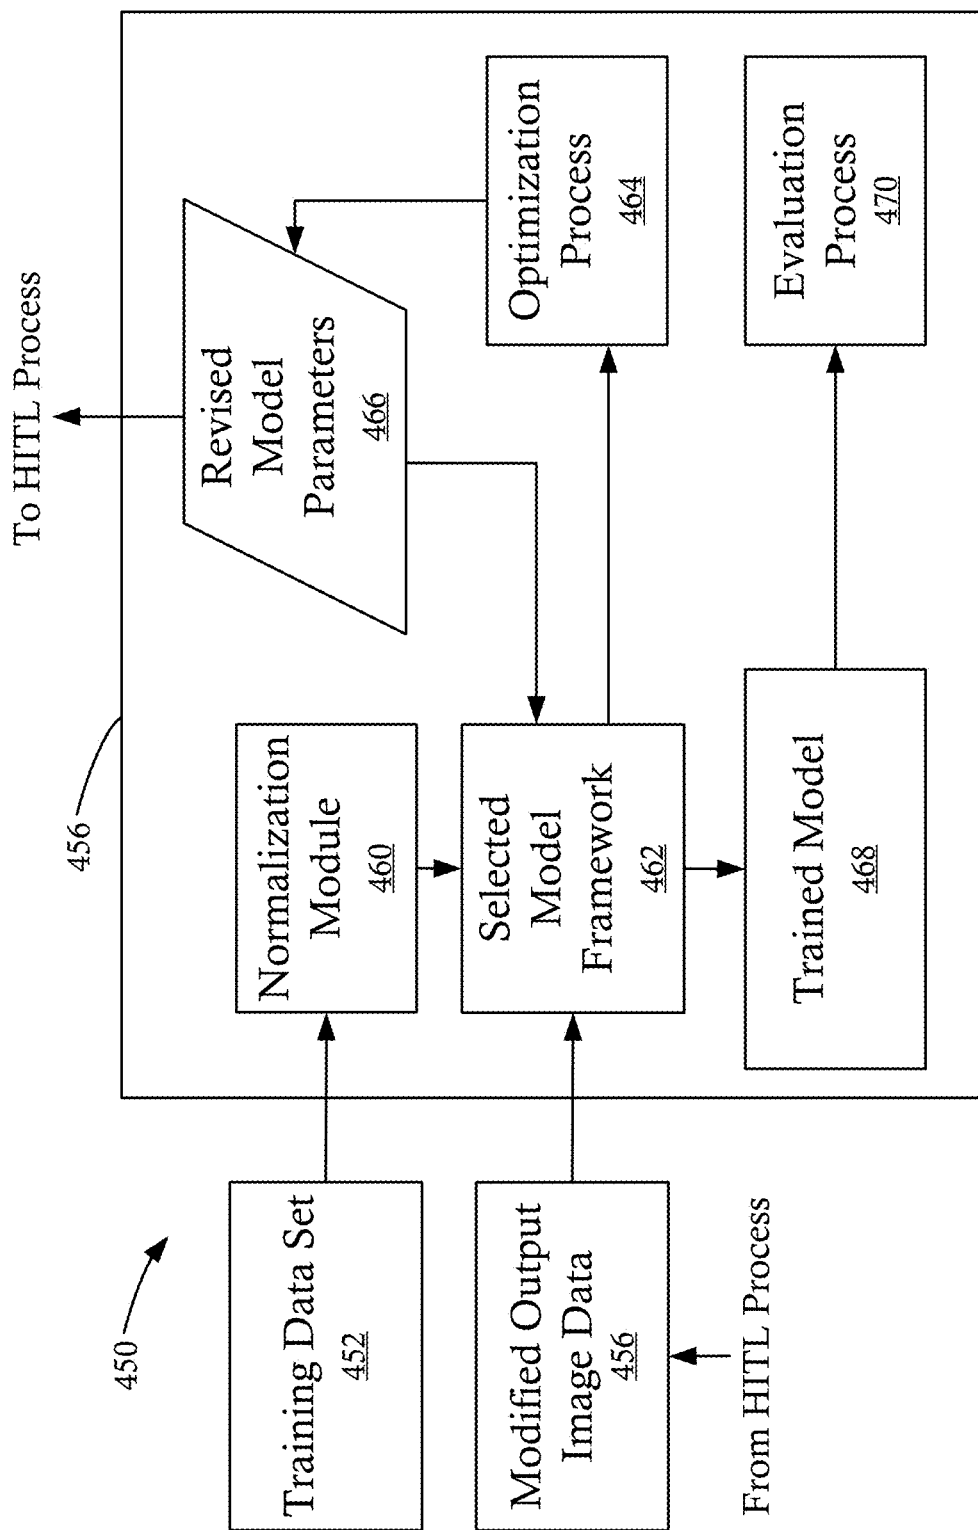 To HITL Process
450
456
Training Data Set
452
Normalization
Module
460
Revised
Model
Parameters
466
Modified Output
Image Data
456
Selected
Model
Framework
462
Optimization
Process
464
From HITL Process
Trained Model
468
Evaluation
Process
470